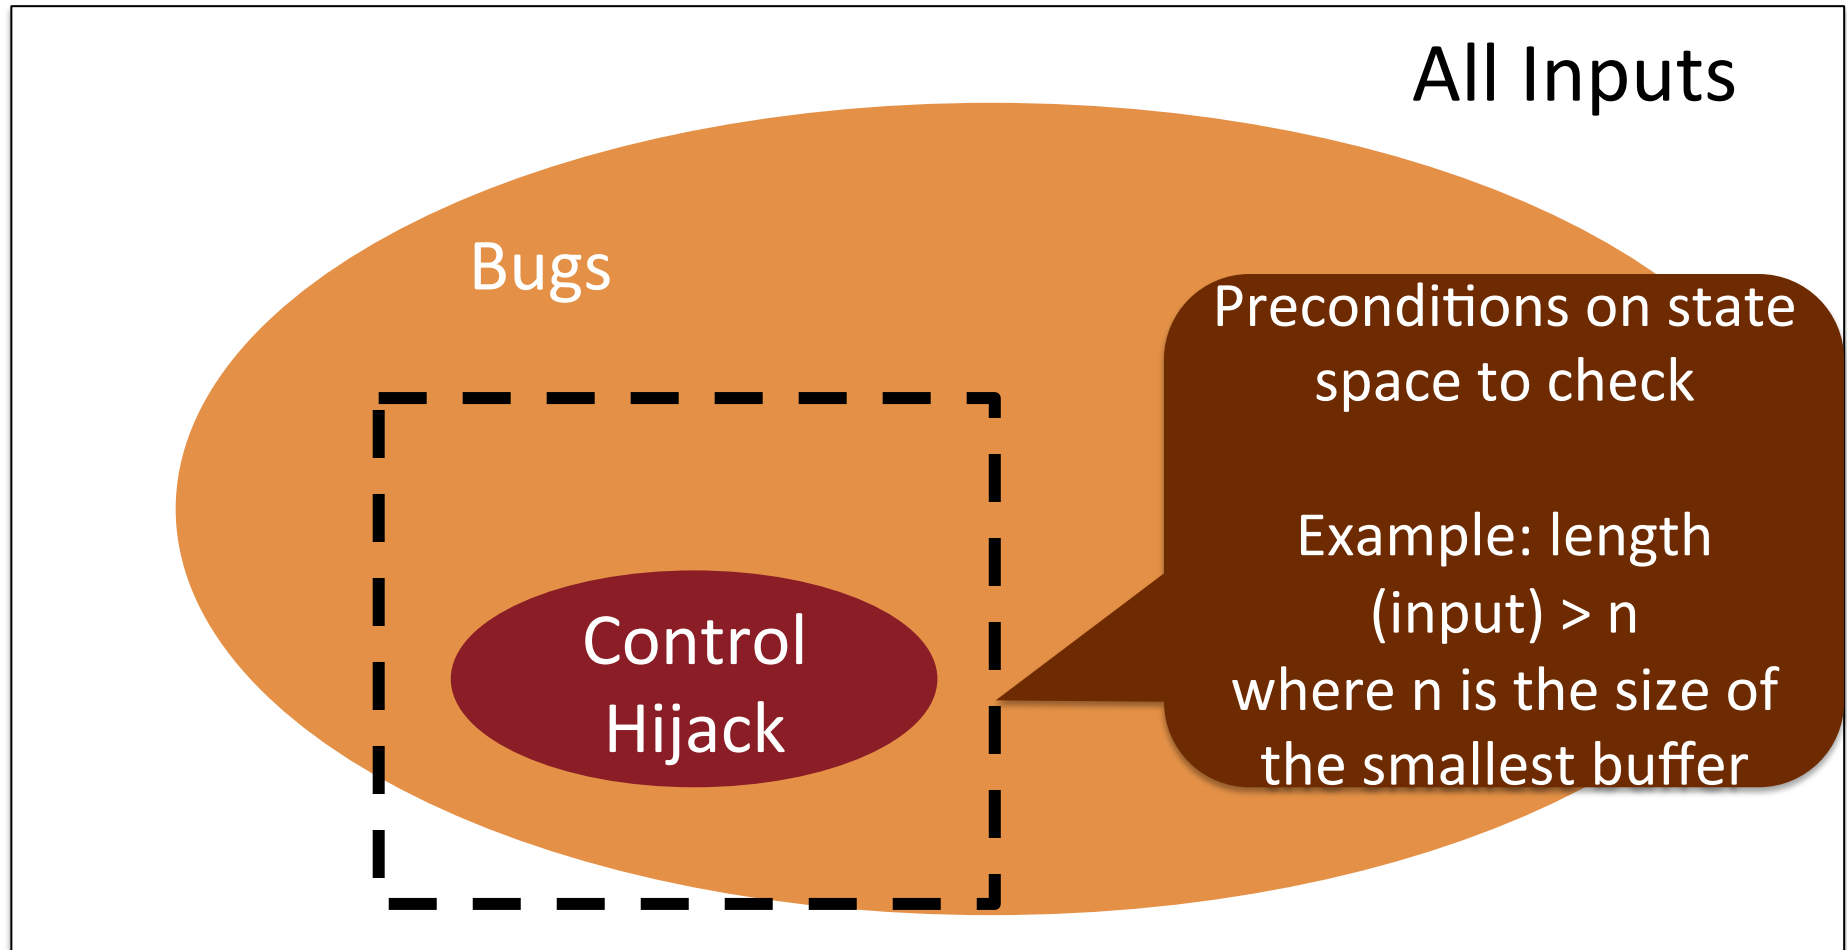 All Inputs
Bugs
Preconditions on state
space to check
Example: length
(input) > n
where n is the size of
the smallest buffer
Control
Hijack